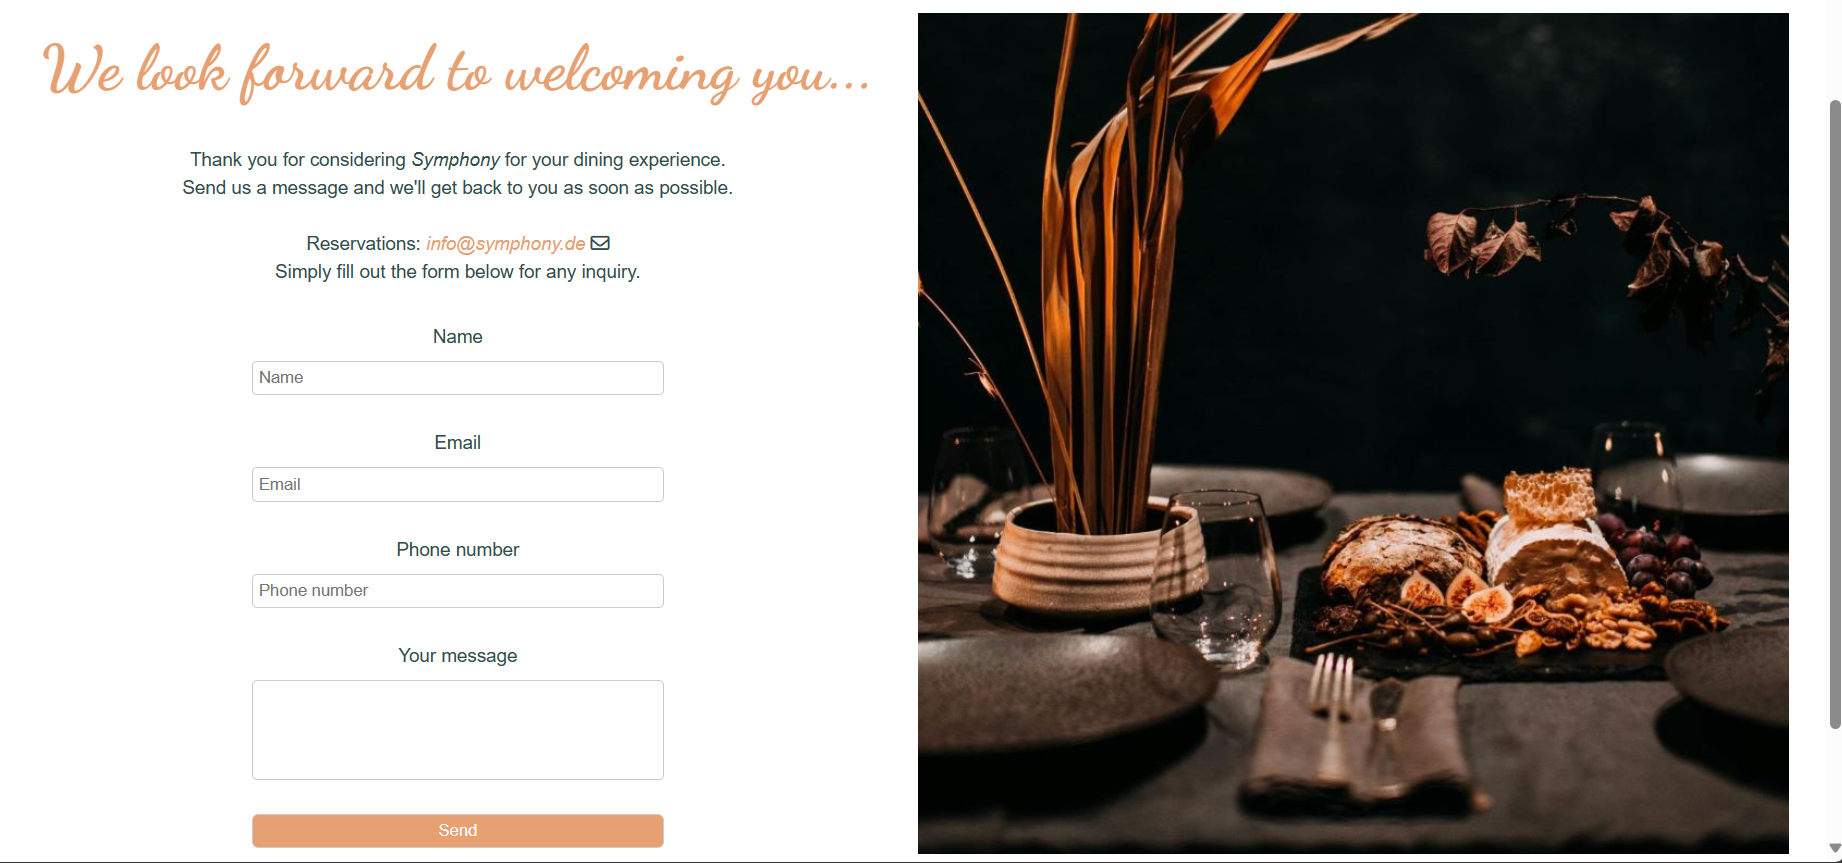 We look forward to welcoming you...
Thank you for considering Symphony for your dining experience.
Send us a message and we'll get back to you as soon as possible.
Reservations: info@symphony.de
Simply fill out the form below for any inquiry.
Name
Name
Email
Email
Phone number
Phone number
Your message
Send